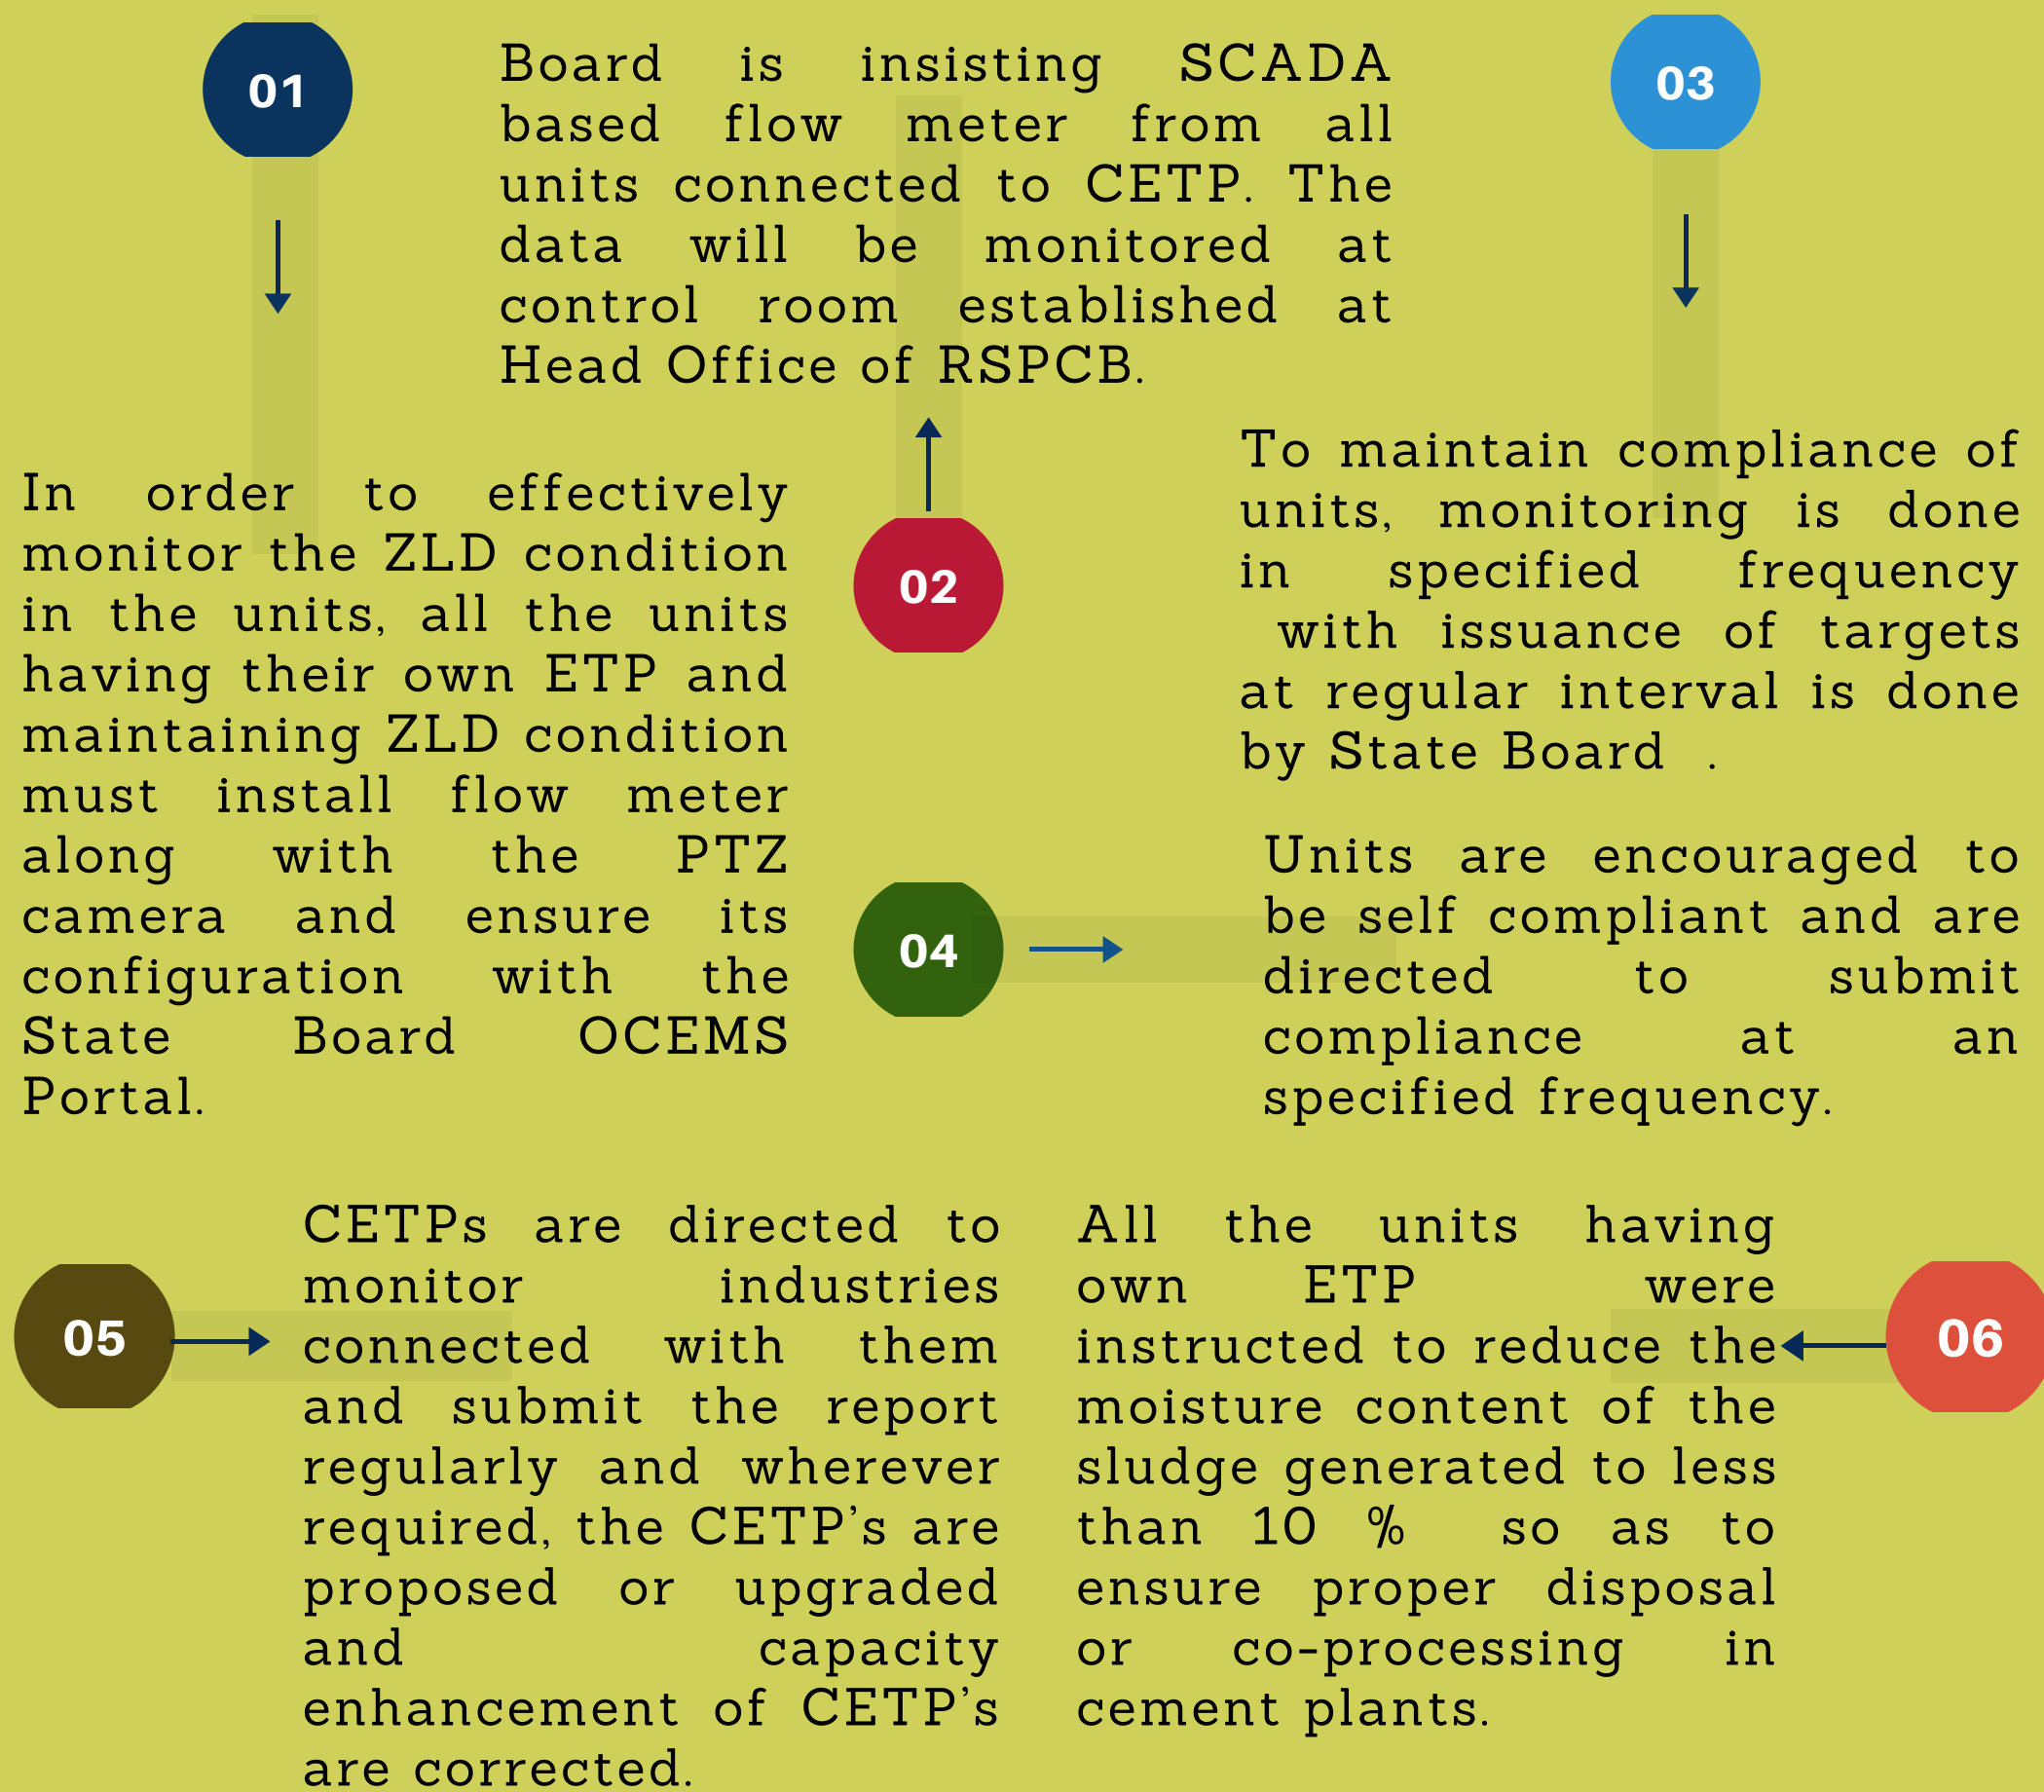 01
In order to effectively
monitor the ZLD condition
in the units, all the units
having their own ETP and
maintaining ZLD condition
must install flow meter
along with the PTZ
camera and ensure its
configuration with the
State Board OCEMS
Portal.
02
Board is insisting SCADA
based flow meter from all
units connected to CETP. The
data will be monitored at
control room established at
Head Office of RSPCB.
03
To maintain compliance of
units, monitoring is done
in specified frequency
with issuance of targets
at regular interval is done
by State Board .
04
Units are encouraged to
be self compliant and are
directed to submit
compliance at an
specified frequency.
05
CETPs are directed to
monitor industries
connected with them
and submit the report
regularly and wherever
required, the CETP's are
proposed or upgraded
and capacity
enhancement of CETP's
are corrected.
06
All the units having
own ETP were
instructed to reduce the
moisture content of the
sludge generated to less
than 10 % so as to
ensure proper disposal
or co-processing in
cement plants.